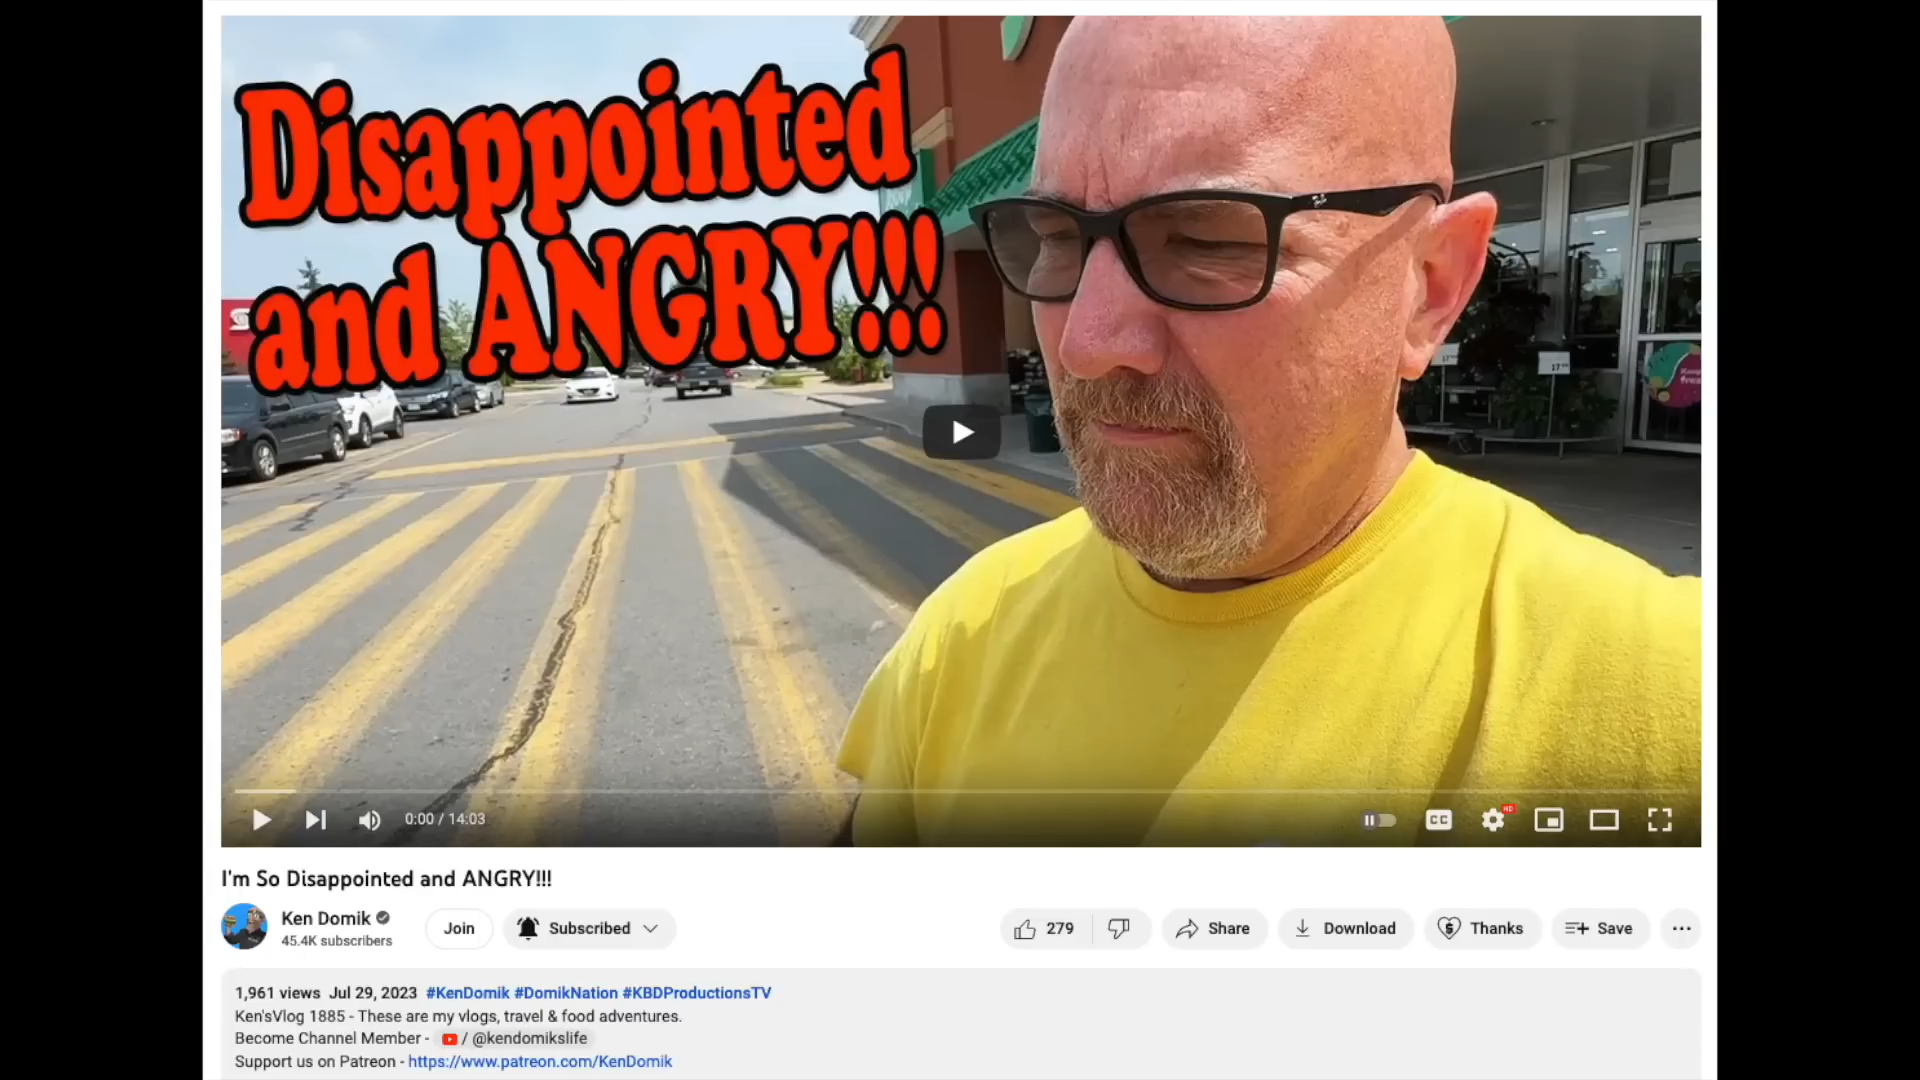 Disappointed
and ANGRY!!!
0:00 / 14:03
CC
HD
I'm So Disappointed and ANGRY!!!
Ken Domik
45.4K subscribers
Join
Subscribed
279
Share
Download
Thanks
Save
1,961 views Jul 29, 2023 #KenDomik #DomikNation #KBDProductionsTV
Ken'sVlog 1885 - These are my vlogs, travel & food adventures.
Become Channel Member - / @kendomikslife
Support us on Patreon - https://www.patreon.com/KenDomik